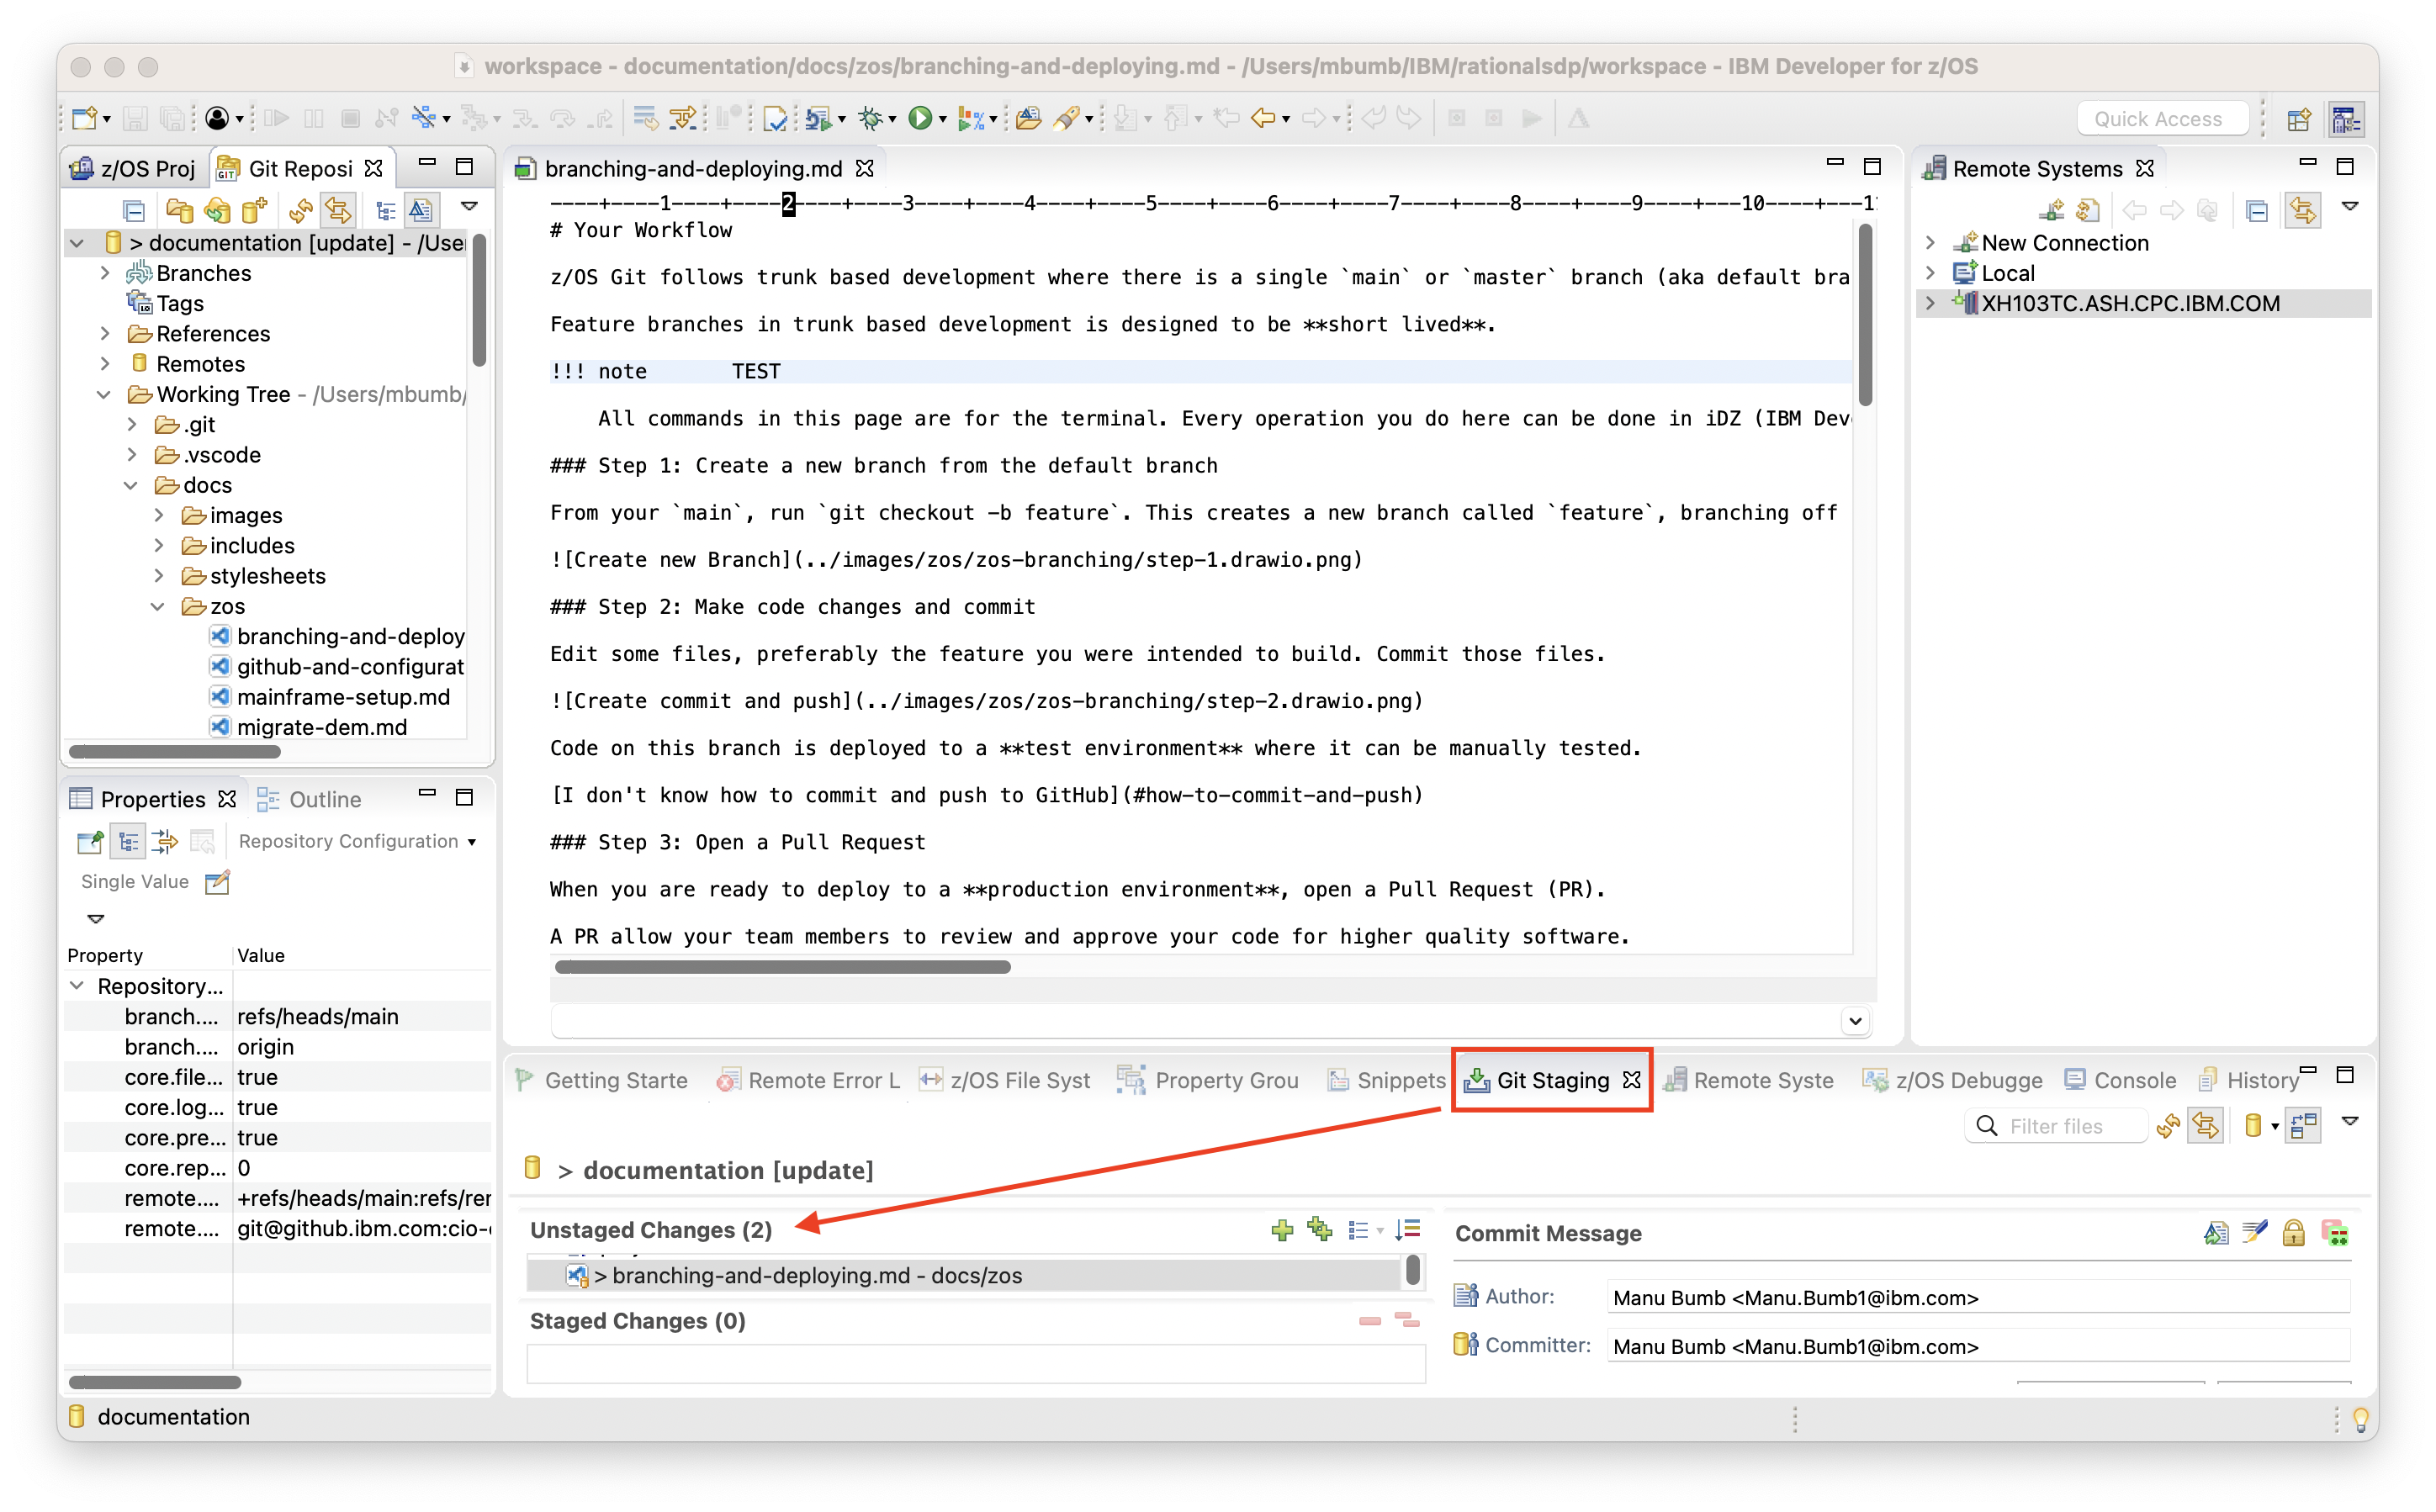 workspace - documentation/docs/zos/branching-and-deploying.md - /Users/mbumb/IBM/rationalsdp/workspace - IBM Developer for z/OS
Quick Access
z/OS Proj
Git Reposi
> documentation [update] - /User
Branches
Tags
References
Remotes
Working Tree - /Users/mbumb/
.git
.vscode
docs
images
includes
stylesheets
zos
branching-and-deploy
github-and-configurat
mainframe-setup.md
migrate-dem.md
Properties
Outline
Repository Configuration
Single Value
Property Value
Repository...
branch.... refs/heads/main
branch.... origin
core.file... true
core.log... true
core.pre... true
core.rep... 0
remote.... +refs/heads/main:refs/rer
remote.... git@github.ibm.com:cio-
branching-and-deploying.md
----+----1----+----2----+----3----+----4----+----5----+----6----+----7----+----8----+----9----+---10----+---1
# Your Workflow
z/OS Git follows trunk based development where there is a single `main` or `master` branch (aka default bra
Feature branches in trunk based development is designed to be **short lived**.
!!! note       TEST
All commands in this page are for the terminal. Every operation you do here can be done in iDZ (IBM Dev
### Step 1: Create a new branch from the default branch
From your `main`, run `git checkout -b feature`. This creates a new branch called `feature`, branching off
![Create new Branch](../images/zos/zos-branching/step-1.drawio.png)
### Step 2: Make code changes and commit
Edit some files, preferably the feature you were intended to build. Commit those files.
![Create commit and push](../images/zos/zos-branching/step-2.drawio.png)
Code on this branch is deployed to a **test environment** where it can be manually tested.
[I don't know how to commit and push to GitHub](#how-to-commit-and-push)
### Step 3: Open a Pull Request
When you are ready to deploy to a **production environment**, open a Pull Request (PR).
A PR allow your team members to review and approve your code for higher quality software.
Remote Systems
New Connection
Local
XH103TC.ASH.CPC.IBM.COM
Getting Starte
Remote Error L
z/OS File Syst
Property Grou
Snippets
Git Staging
Remote Syste
z/OS Debugge
Console
History
Filter files
> documentation [update]
Unstaged Changes (2)
> branching-and-deploying.md - docs/zos
Staged Changes (0)
Commit Message
Author: Manu Bumb <Manu.Bumb1@ibm.com>
Committer: Manu Bumb <Manu.Bumb1@ibm.com>
documentation